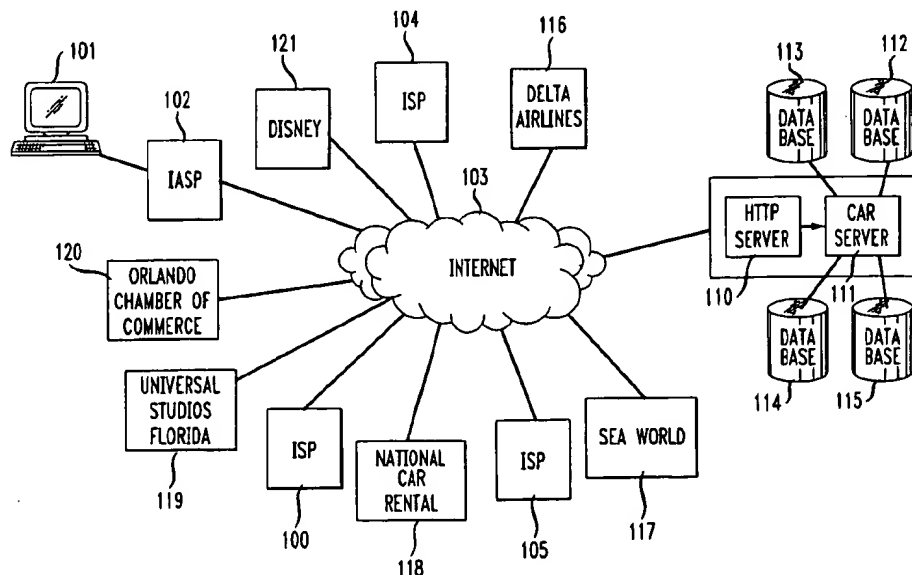 101
102
IASP
121
DISNEY
104
ISP
116
DELTA
AIRLINES
113
DATA
BASE
112
DATA
BASE
103
INTERNET
HTTP
SERVER
110
CAR
SERVER
111
120
ORLANDO
CHAMBER OF
COMMERCE
UNIVERSAL
STUDIOS
FLORIDA
119
ISP
100
NATIONAL
CAR
RENTAL
118
ISP
105
SEA WORLD
117
DATA
BASE
114
DATA
BASE
115